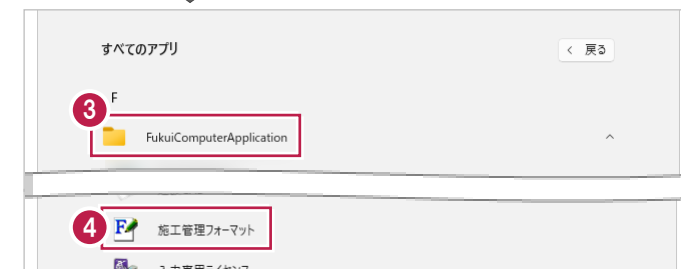 すべてのアプリ
< 戻る
F
3
FukuiComputerApplication
4
施工管理フォーマット